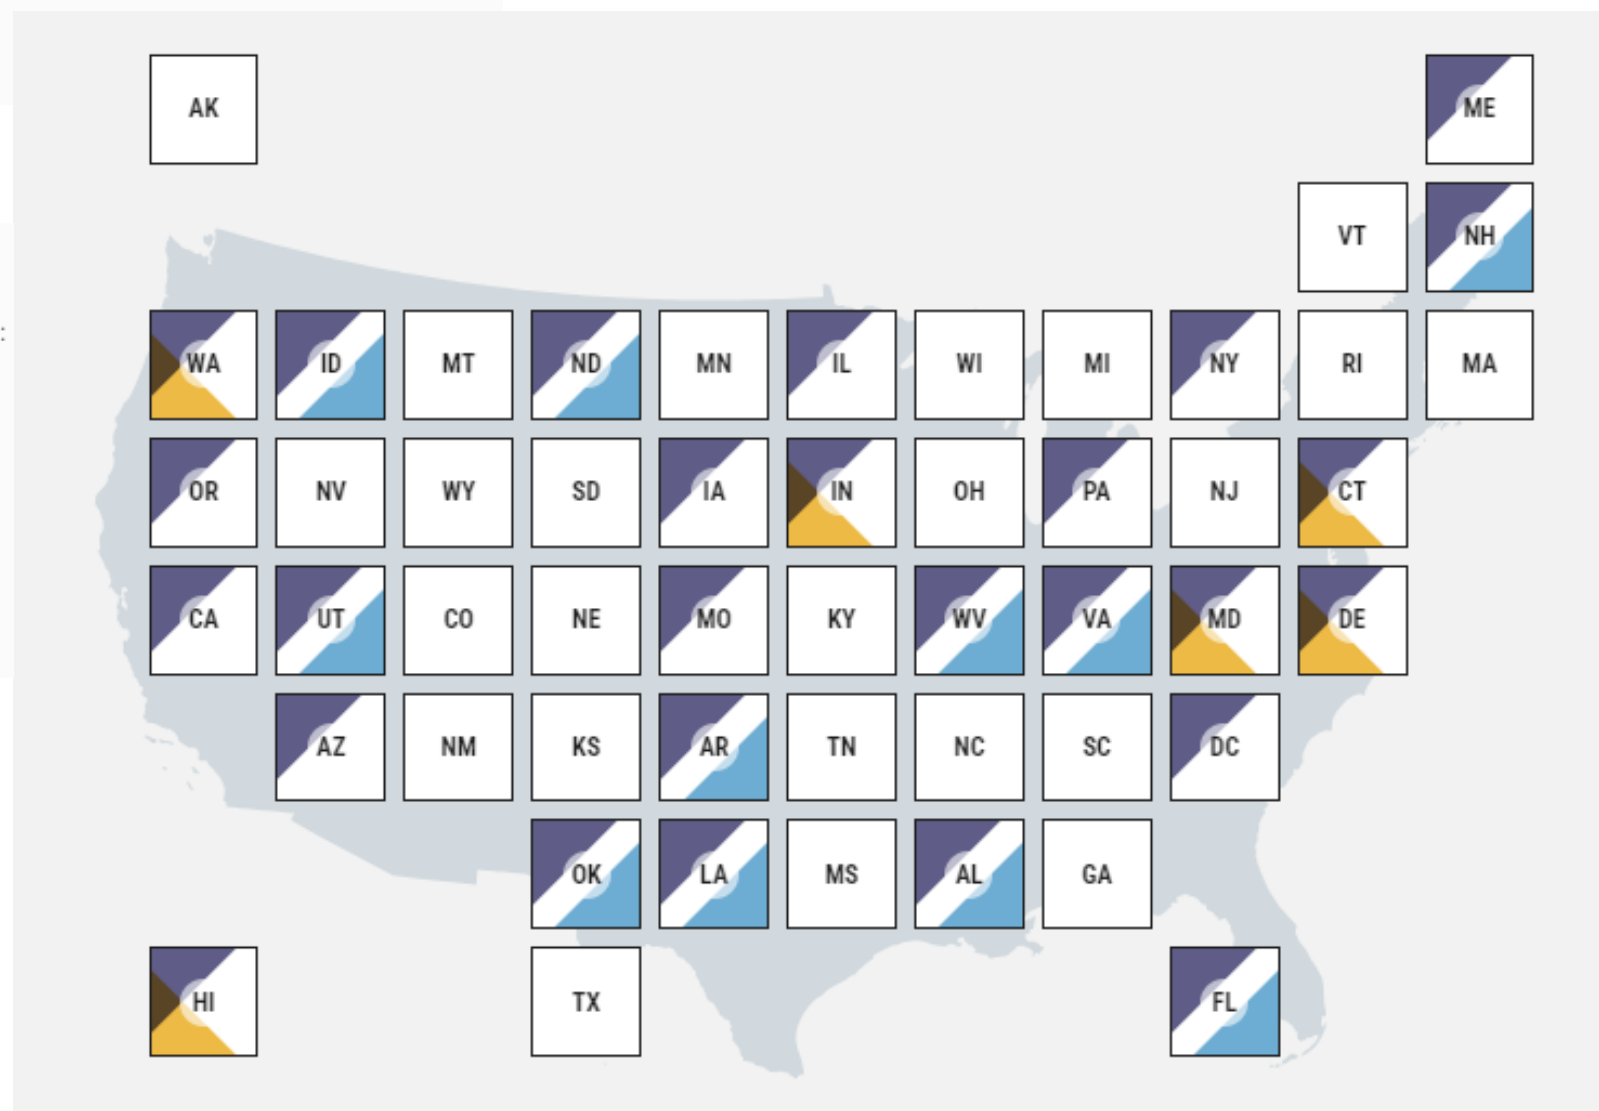 AK ME
VT NH
WA ID MT ND MN IL WI MI NY RI MA
:
OR NV WY SD IA IN OH PA NJ CT
CA UT CO NE MO KY WV VA MD DE
AZ NM KS AR TN NC SC DC
OK LA MS AL GA
HI TX FL